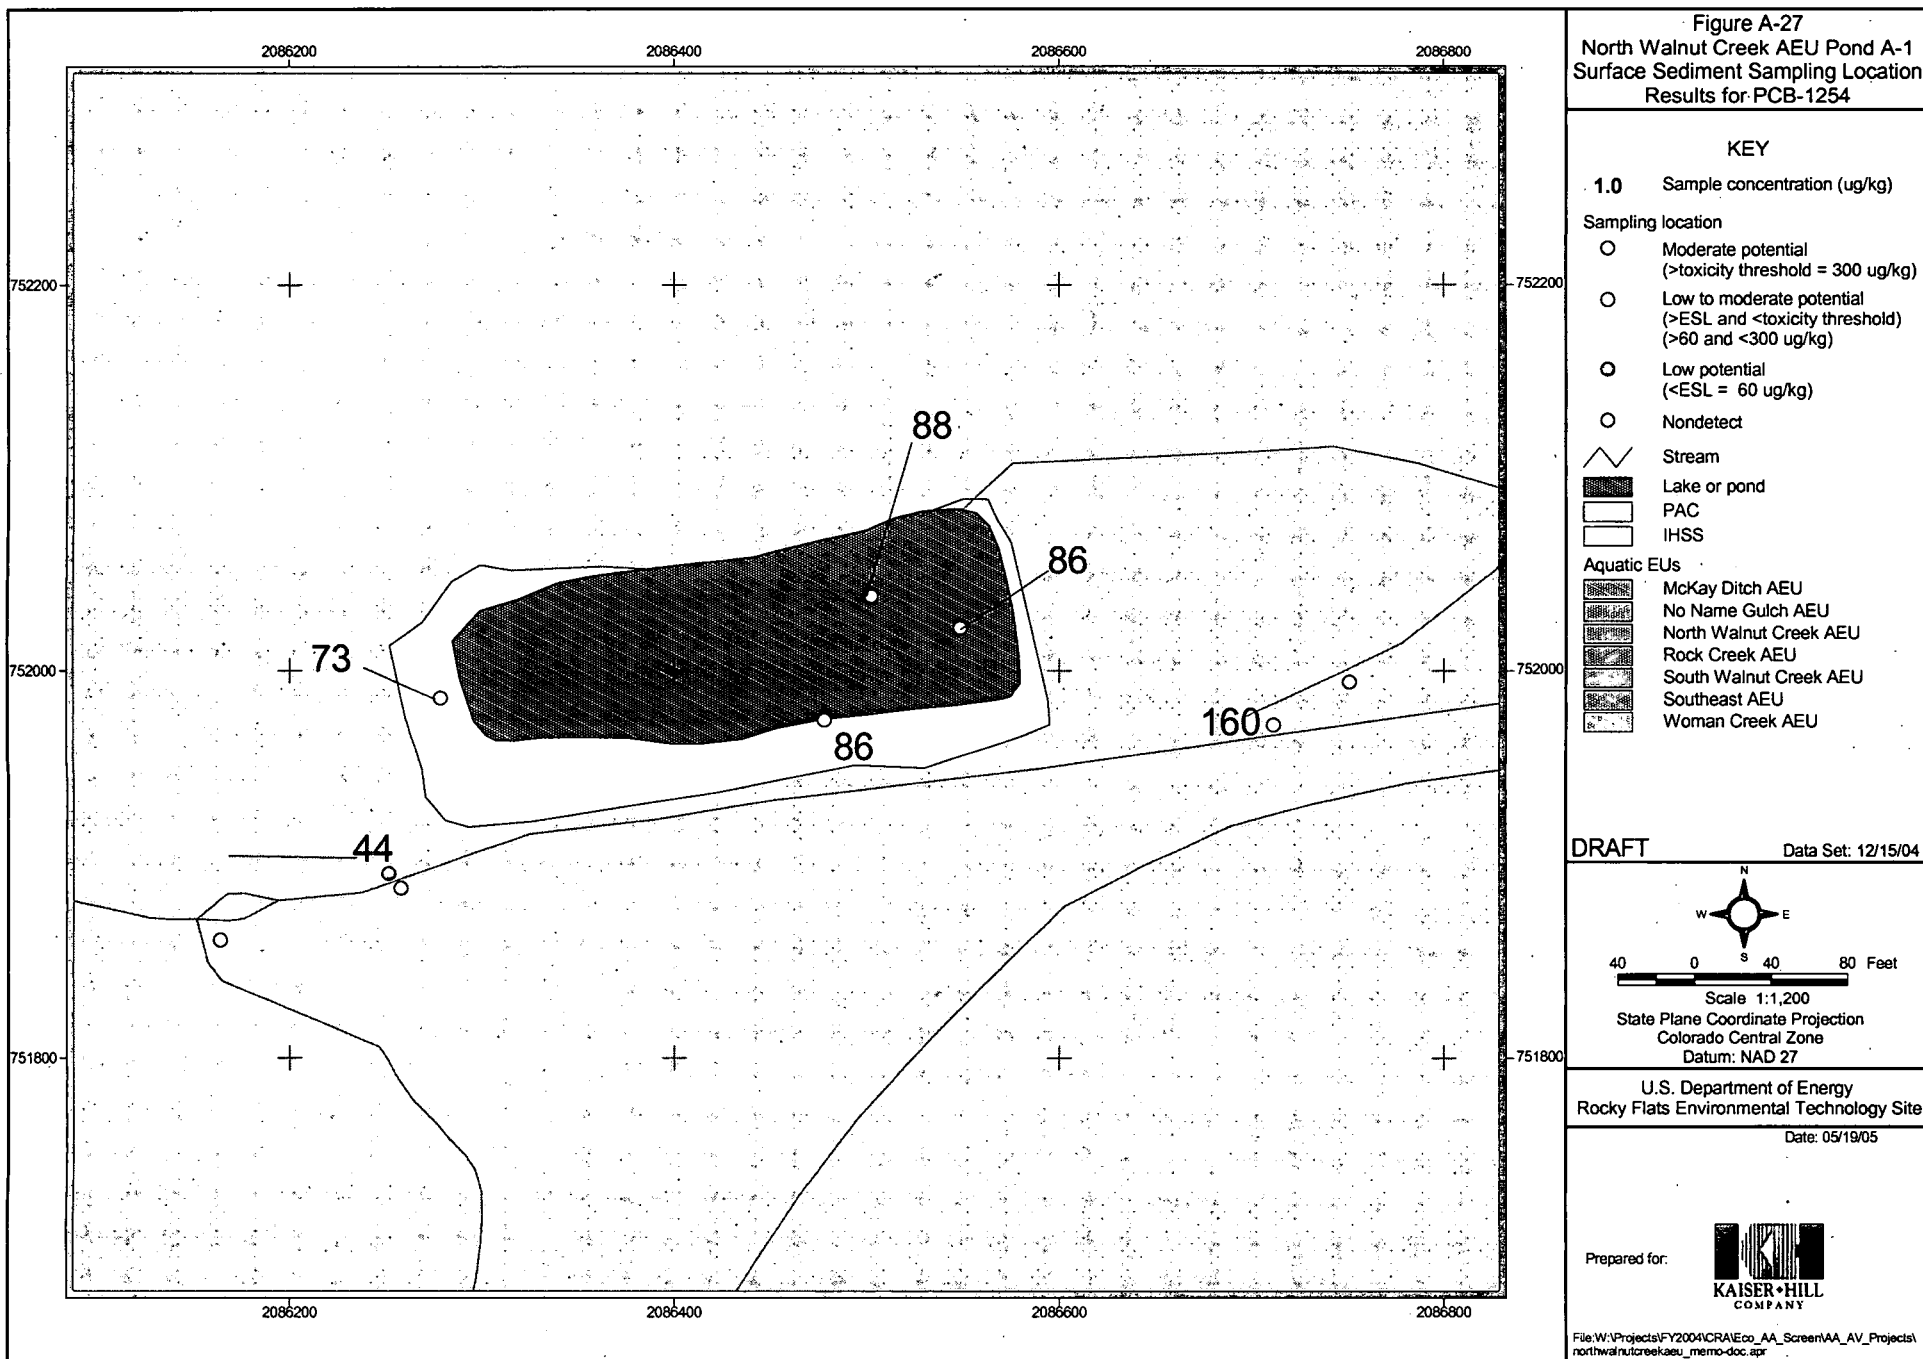 2086200 2086400 2086600 2086800
752200 752200
752000 752000
751800 751800
88
86
73
86
160
44
2086200 2086400 2086600 2086800
Figure A-27
North Walnut Creek AEU Pond A-1
Surface Sediment Sampling Location
Results for PCB-1254
KEY
1.0 Sample concentration (ug/kg)
Sampling location
Moderate potential
(>toxicity threshold = 300 ug/kg)
Low to moderate potential
(>ESL and <toxicity threshold)
(>60 and <300 ug/kg)
Low potential
(<ESL = 60 ug/kg)
Nondetect
Stream
Lake or pond
PAC
IHSS
Aquatic EUs
McKay Ditch AEU
No Name Gulch AEU
North Walnut Creek AEU
Rock Creek AEU
South Walnut Creek AEU
Southeast AEU
Woman Creek AEU
DRAFT Data Set: 12/15/04
N
W E
S
40 0 40 80 Feet
Scale 1:1,200
State Plane Coordinate Projection
Colorado Central Zone
Datum: NAD 27
U.S. Department of Energy
Rocky Flats Environmental Technology Site
Date: 05/19/05
Prepared for:
KAISER♦HILL
COMPANY
File:W:\Projects\FY2004\CRA\Eco_AA_Screen\AA_AV_Projects\
northwalnutcreekaeu_memo-doc.apr